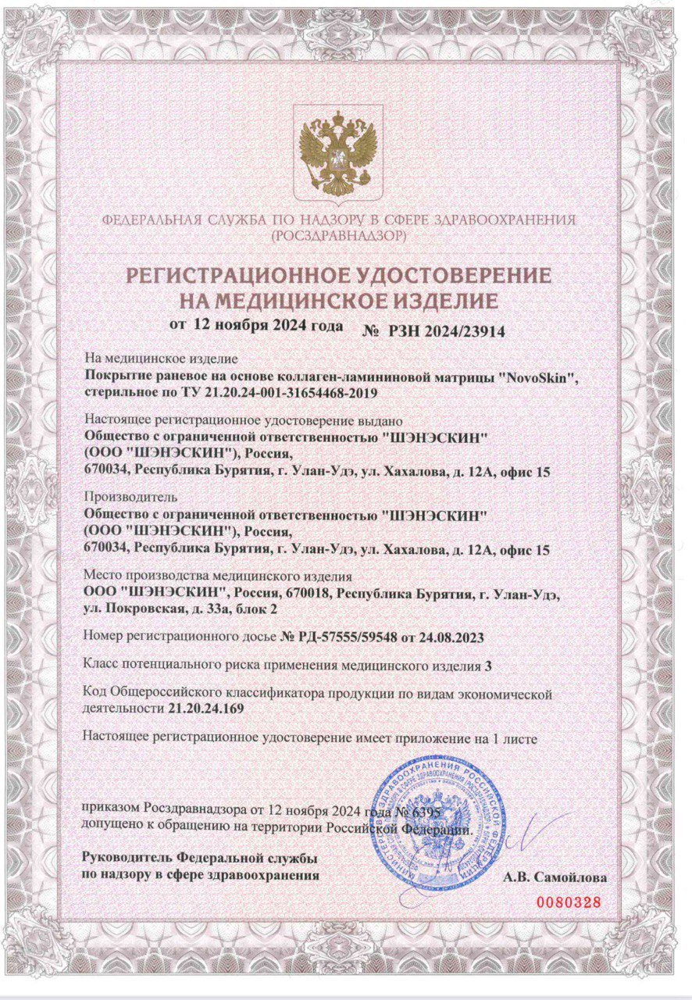 ФЕДЕРАЛЬНАЯ СЛУЖБА ПО НАДЗОРУ В СФЕРЕ ЗДРАВООХРАНЕНИЯ
(РОСЗДРАВНАДЗОР)
РЕГИСТРАЦИОННОЕ УДОСТОВЕРЕНИЕ
НА МЕДИЦИНСКОЕ ИЗДЕЛИЕ
от 12 ноября 2024 года № РЗН 2024/23914
На медицинское изделие
Покрытие раневое на основе коллаген-ламининовой матрицы "NovoSkin",
стерильное по ТУ 21.20.24-001-31654468-2019
Настоящее регистрационное удостоверение выдано
Общество с ограниченной ответственностью "ШЭНЭСКИН"
(ООО "ШЭНЭСКИН"), Россия,
670034, Республика Бурятия, г. Улан-Удэ, ул. Хахалова, д. 12А, офис 15
Производитель
Общество с ограниченной ответственностью "ШЭНЭСКИН"
(ООО "ШЭНЭСКИН"), Россия,
670034, Республика Бурятия, г. Улан-Удэ, ул. Хахалова, д. 12А, офис 15
Место производства медицинского изделия
ООО "ШЭНЭСКИН", Россия, 670018, Республика Бурятия, г. Улан-Удэ,
ул. Покровская, д. 33а, блок 2
Номер регистрационного досье № РД-57555/59548 от 24.08.2023
Класс потенциального риска применения медицинского изделия 3
Код Общероссийского классификатора продукции по видам экономической
деятельности 21.20.24.169
Настоящее регистрационное удостоверение имеет приложение на 1 листе
приказом Росздравнадзора от 12 ноября 2024 года № 6395
допущено к обращению на территории Российской Федерации.
Руководитель Федеральной службы
по надзору в сфере здравоохранения
А.В. Самойлова
0080328
МИНИСТЕРСТВО ЗДРАВООХРАНЕНИЯ РОССИЙСКОЙ ФЕДЕРАЦИИ